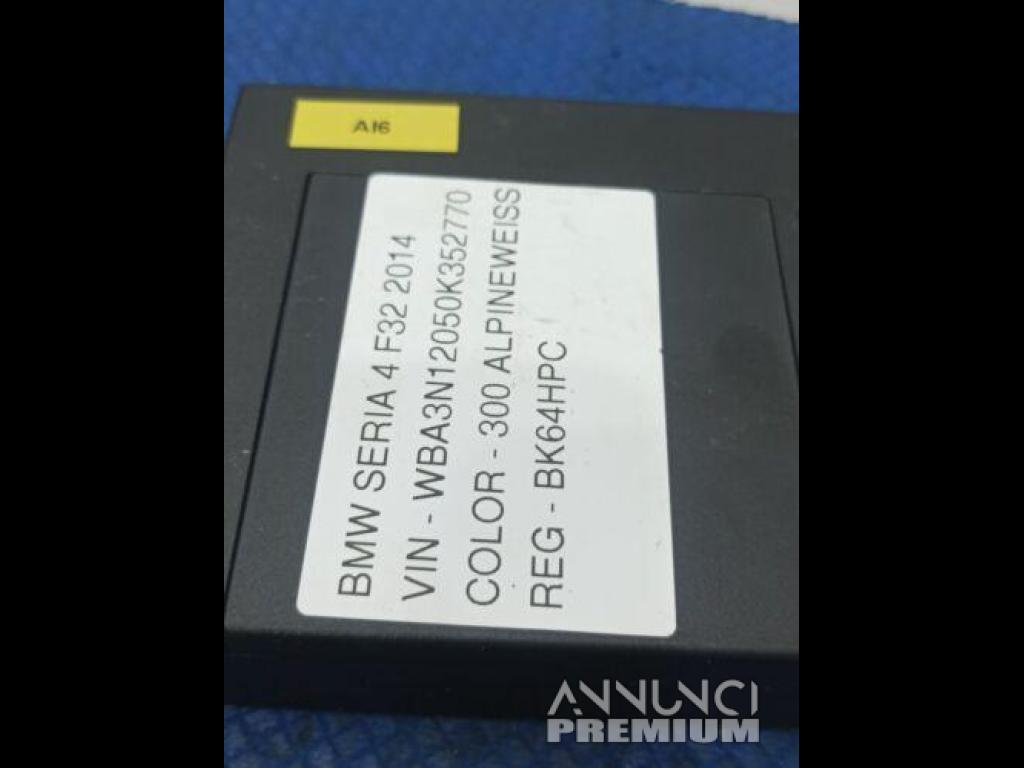 A16
BMW SERIA 4 F32 2014
VIN - WBA3N12050K352770
COLOR - 300 ALPINEWEISS
REG - BK64HPC
ANNUNCI
PREMIUM